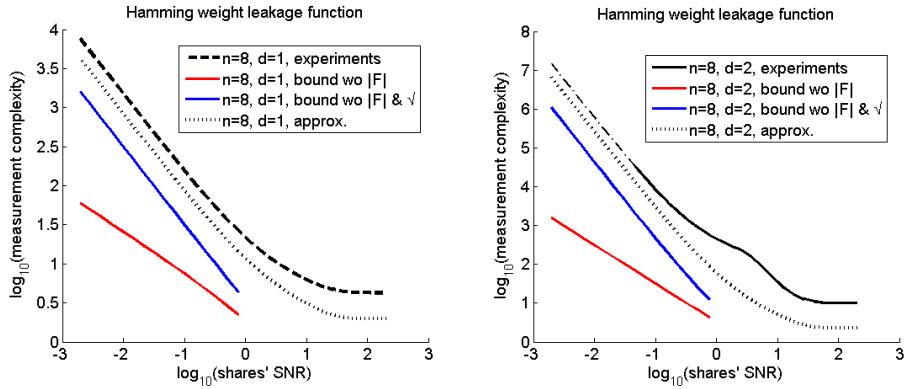 Hamming weight leakage function
4
3.5
3
2.5
2
1.5
1
0.5
0
-3
-2
-1
0
1
2
3
log10(measurement complexity)
log10(shares' SNR)
n=8, d=1, experiments
n=8, d=1, bound wo |F|
n=8, d=1, bound wo |F| & √
n=8, d=1, approx.
Hamming weight leakage function
8
7
6
5
4
3
2
1
0
-3
-2
-1
0
1
2
3
log10(measurement complexity)
log10(shares' SNR)
n=8, d=2, experiments
n=8, d=2, bound wo |F|
n=8, d=2, bound wo |F| & √
n=8, d=2, approx.